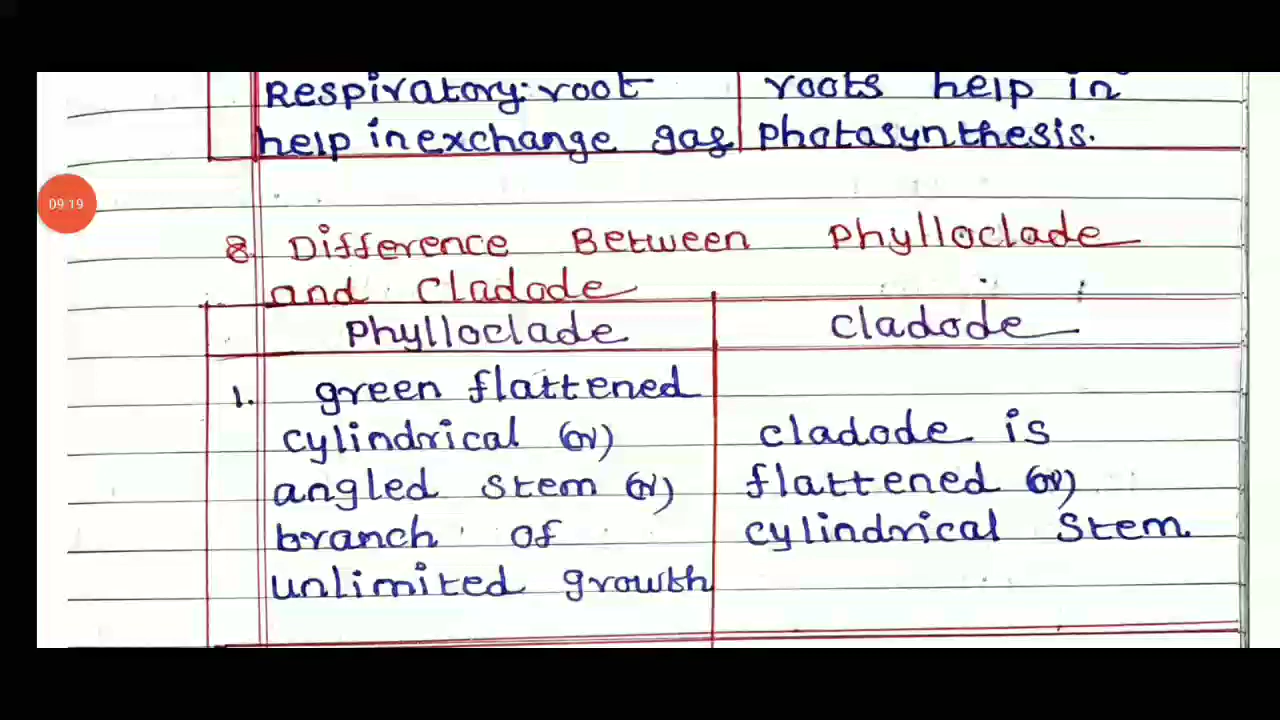 Respiratory: root roots help in
help in exchange gas photasynthesis.
09:19
8. Difference Between Phylloclade
and Cladode
Phylloclade Cladode
1. green flattened
cylindrical (or) cladode is
angled stem (or) flattened (or)
branch of cylindrical Stem
unlimited growth